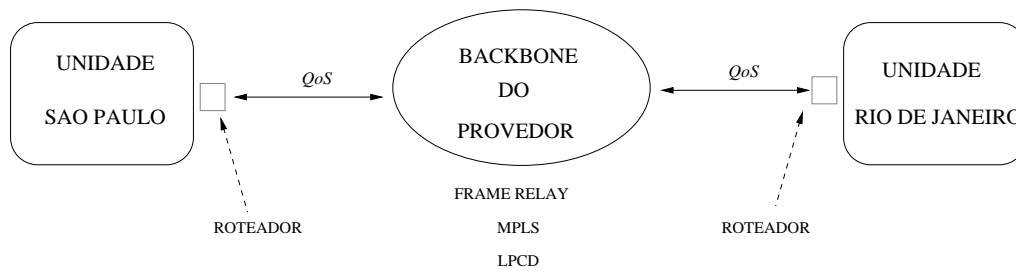 UNIDADE
SAO PAULO
QoS
BACKBONE
DO
PROVEDOR
QoS
UNIDADE
RIO DE JANEIRO
FRAME RELAY
MPLS
LPCD
ROTEADOR
ROTEADOR